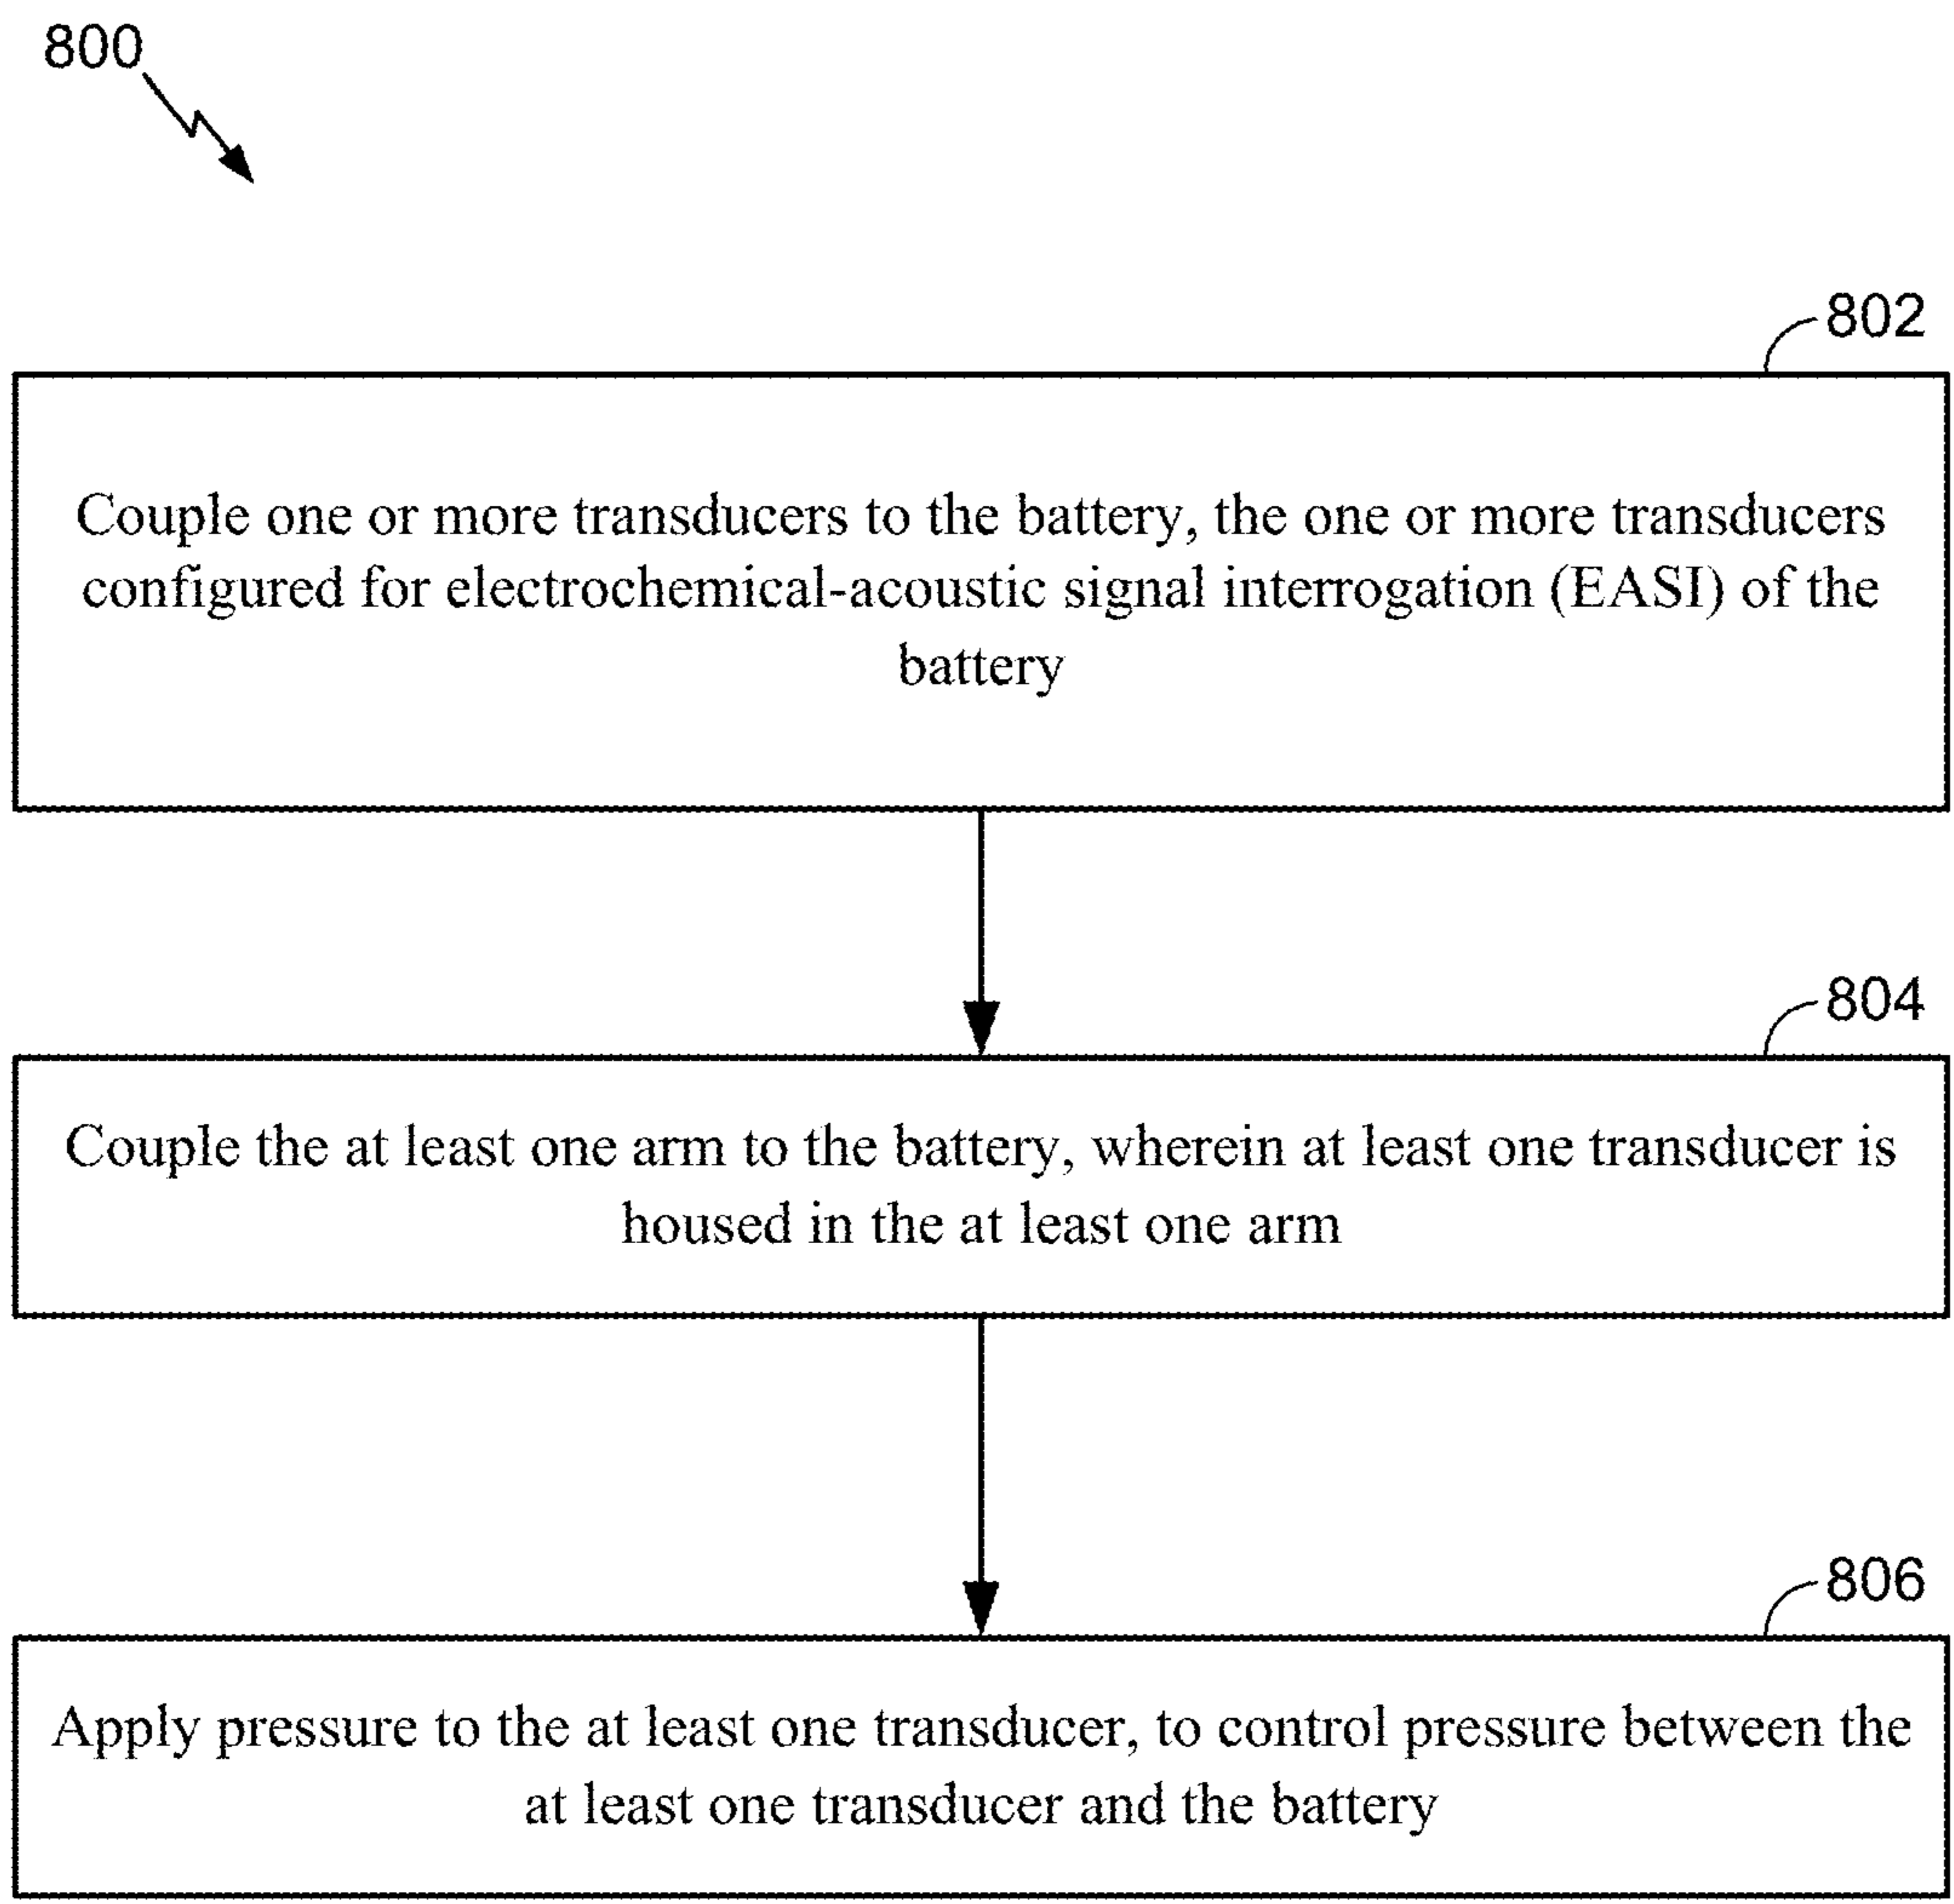 800
802
Couple one or more transducers to the battery, the one or more transducers
configured for electrochemical-acoustic signal interrogation (EASI) of the
battery
804
Couple the at least one arm to the battery, wherein at least one transducer is
housed in the at least one arm
806
Apply pressure to the at least one transducer, to control pressure between the
at least one transducer and the battery